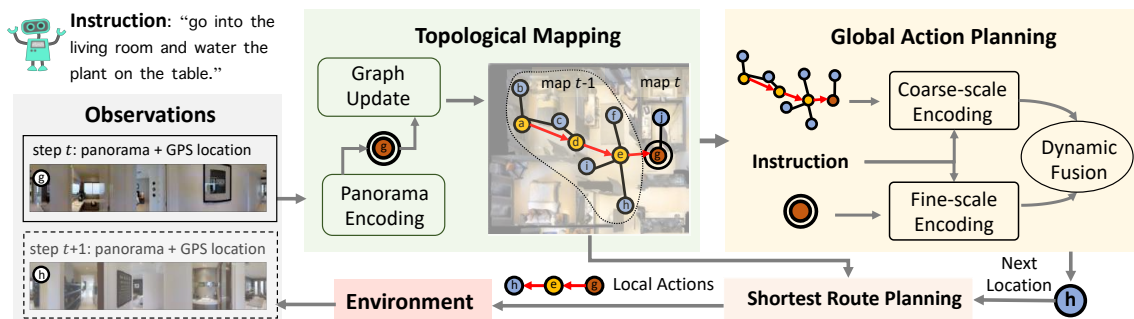 Instruction: “go into the
living room and water the
plant on the table.”
Observations
step t: panorama + GPS location
g
step t+1: panorama + GPS location
h
Topological Mapping
Graph
Update
g
Panorama
Encoding
map t-1
map t
b
a
c
d
f
i
e
h
j
g
Global Action Planning
Coarse-scale
Encoding
Instruction
Fine-scale
Encoding
Dynamic
Fusion
Next
Location
h
Shortest Route Planning
h e g Local Actions
Environment